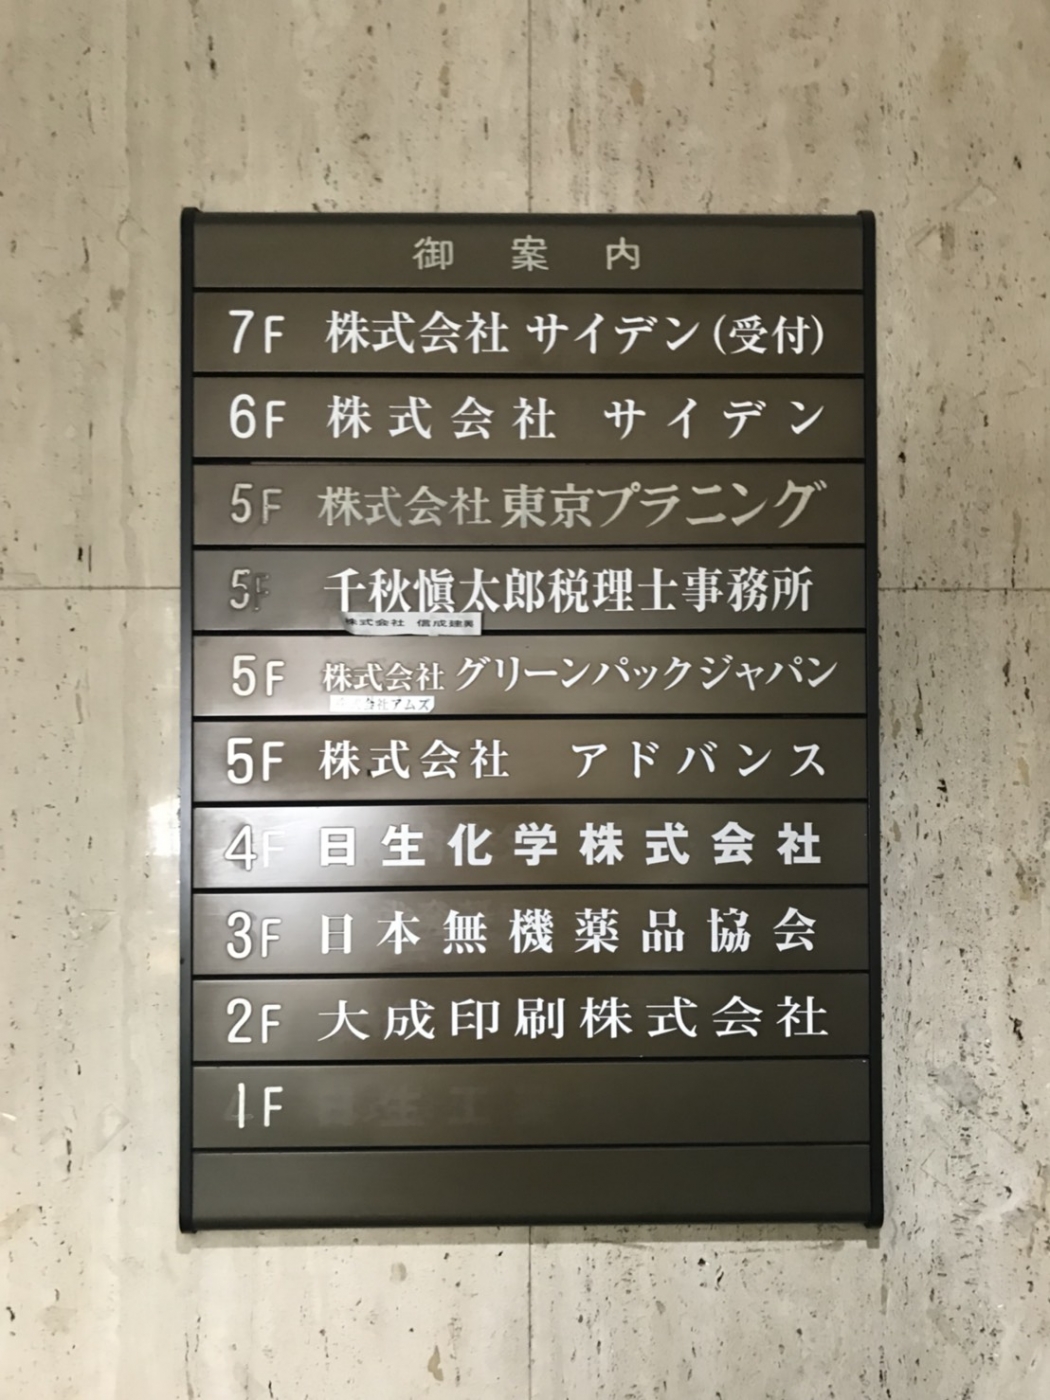 御案内
7F 株式会社 サイデン(受付)
6F 株式会社 サイデン
5F 株式会社 東京プラニング
5F 千秋愼太郎税理士事務所
株式会社 信成建
5F 株式会社 グリーンパックジャパン
会社アムズ
5F 株式会社 アドバンス
4F 日生化学株式会社
3F 日本無機薬品協会
2F 大成印刷株式会社
1F